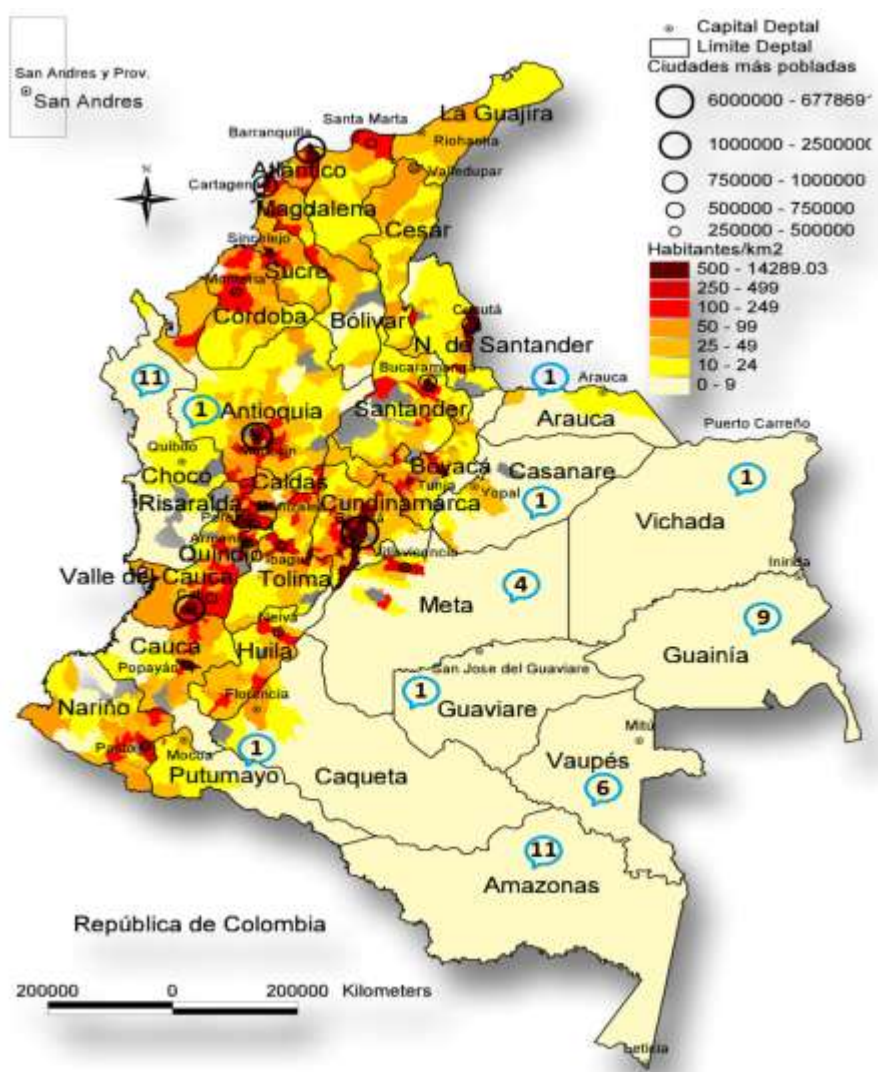 San Andres y Prov.
San Andres
Capital Deptal
Límite Deptal
Ciudades más pobladas
6000000 - 677869
1000000 - 2500000
750000 - 1000000
500000 - 750000
250000 - 500000
Habitantes/km2
500 - 14289.03
250 - 499
100 - 249
50 - 99
25 - 49
10 - 24
0 - 9
N
La Guajira
Santa Marta
Riohacha
Barranquilla
Atlántico
Valledupar
Cartagena
Magdalena
Cesar
Sincelejo
Sucre
Montería
Córdoba
Bólivar
Cucutá
N. de Santander
Bucaramanga
11
1
Arauca
1
Antioquia
Santander
Arauca
Puerto Carreño
Medellín
Quibdó
Boyacá
Casanare
1
Choco
Caldas
Tunja
Yopal
1
Vichada
Risaralda
Cundinamarca
Armenia
Quindío
Ibagué
Villavicencio
Inirida
Valle del Cauca
Tolima
Meta
4
9
Neiva
Cauca
Huila
Guainía
Popayán
San Jose del Guaviare
Florencia
1
Guaviare
Nariño
Mitú
Pasto
Mocoa
1
Vaupés
Putumayo
Caqueta
6
11
Amazonas
República de Colombia
200000 0 200000 Kilometers
Leticia